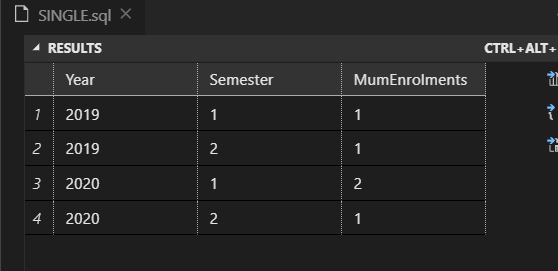 SINGLE.sql
RESULTS CTRL+ALT+
Year Semester MumEnrolments
1 2019 1 1
2 2019 2 1
3 2020 1 2
4 2020 2 1